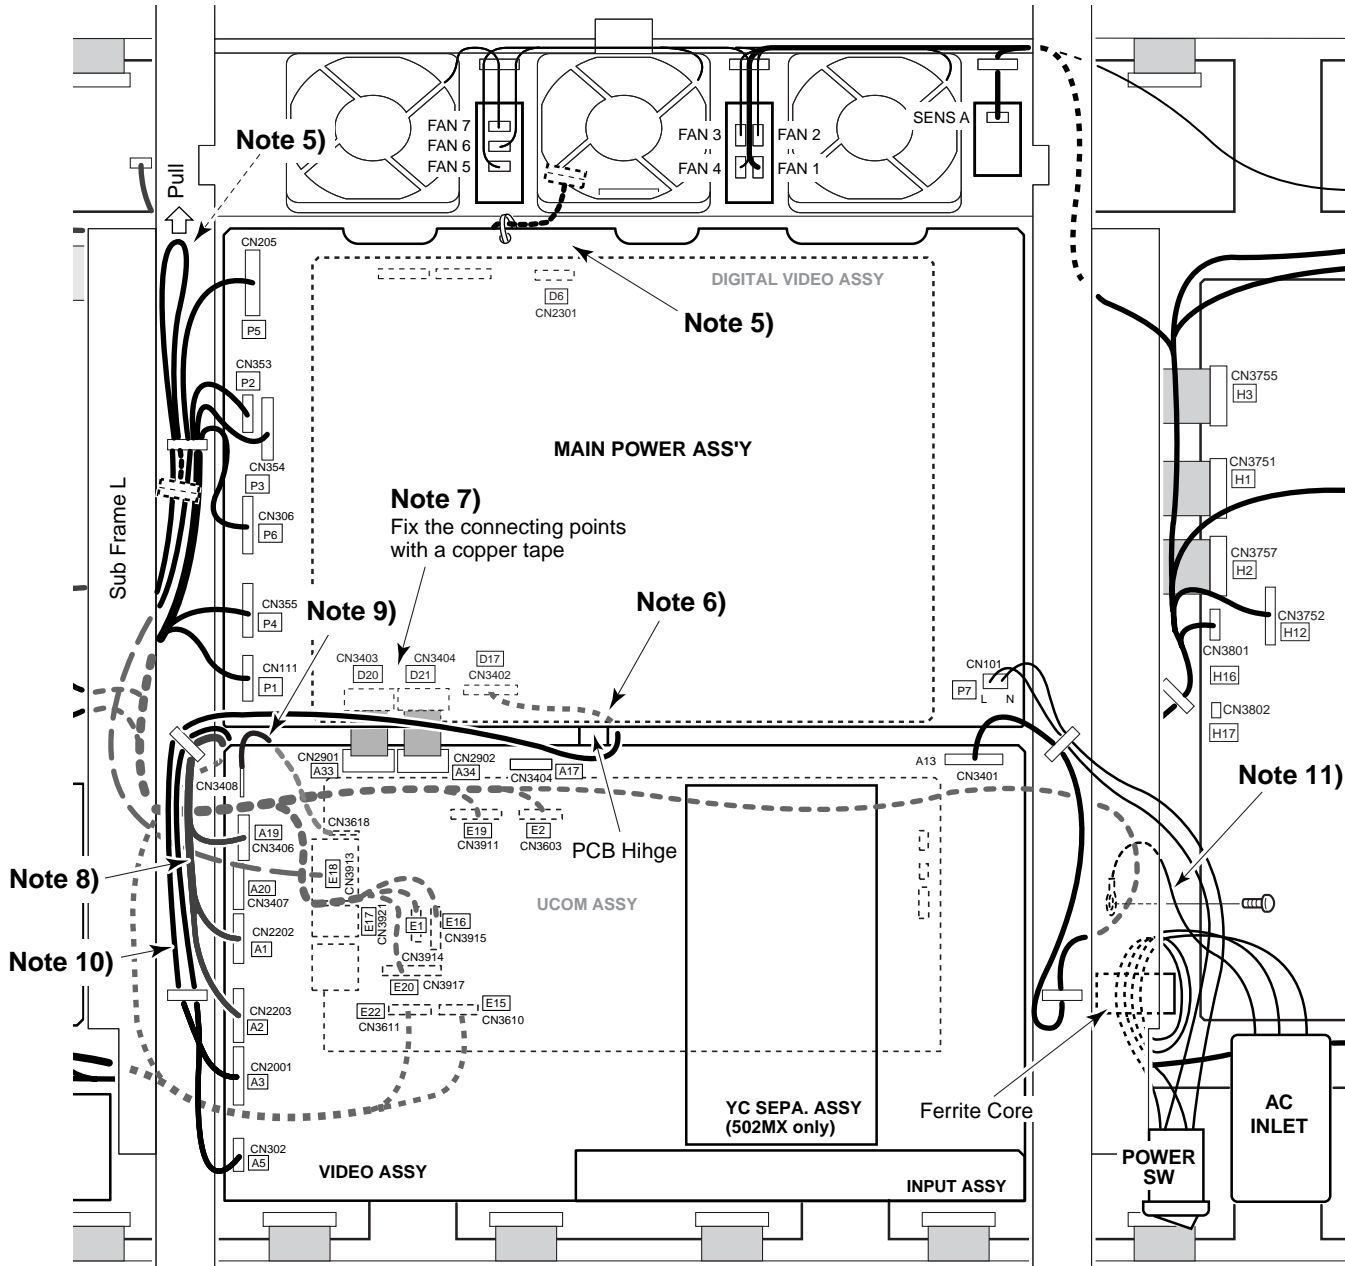 Note 5)
Pull
FAN 7
FAN 6
FAN 5
FAN 3
FAN 2
FAN 4
FAN 1
SENS A
CN205
P5
DIGITAL VIDEO ASSY
D6
CN2301
Note 5)
CN353
P2
CN354
P3
CN306
P6
MAIN POWER ASS'Y
Note 7)
Fix the connecting points
with a copper tape
Sub Frame L
CN355
P4
Note 9)
Note 6)
CN111
P1
CN3403
D20
CN3404
D21
D17
CN3402
CN101
P7
L
N
CN3755
H3
CN3751
H1
CN3757
H2
CN3752
H12
CN3801
H16
CN3802
H17
CN3408
CN2901
A33
CN2902
A34
CN3404
A17
A13
CN3401
Note 11)
A19
CN3406
CN3618
E19
CN3911
E2
CN3603
PCB Hihge
Note 8)
A20
CN3407
E18
CN3913
UCOM ASSY
CN2202
A1
E17
CN3921
E1
CN3914
E16
CN3915
Note 10)
E20
CN3917
CN2203
A2
E22
CN3611
E15
CN3610
CN2001
A3
YC SEPA. ASSY
(502MX only)
Ferrite Core
AC
INLET
CN302
A5
VIDEO ASSY
INPUT ASSY
POWER
SW